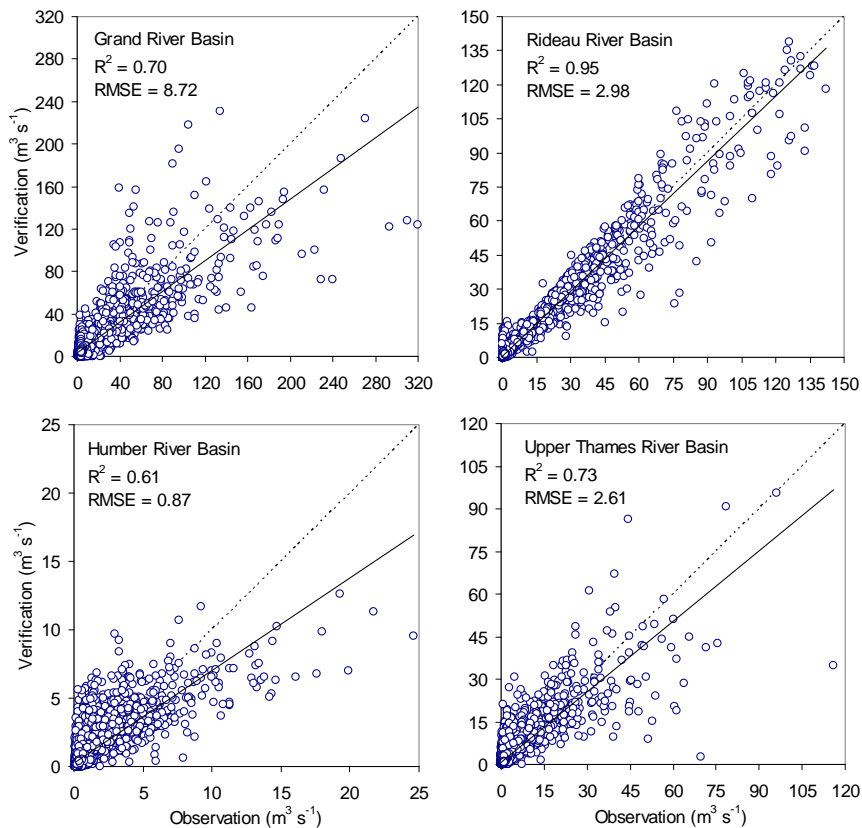 Grand River Basin
R² = 0.70
RMSE = 8.72
320
280
240
200
160
120
80
40
0
0 40 80 120 160 200 240 280 320
Verification (m³ s⁻¹)
Rideau River Basin
R² = 0.95
RMSE = 2.98
150
135
120
105
90
75
60
45
30
15
0
0 15 30 45 60 75 90 105 120 135 150
Humber River Basin
R² = 0.61
RMSE = 0.87
25
20
15
10
5
0
0 5 10 15 20 25
Verification (m³ s⁻¹)
Observation (m³ s⁻¹)
Upper Thames River Basin
R² = 0.73
RMSE = 2.61
120
105
90
75
60
45
30
15
0
0 15 30 45 60 75 90 105 120
Observation (m³ s⁻¹)